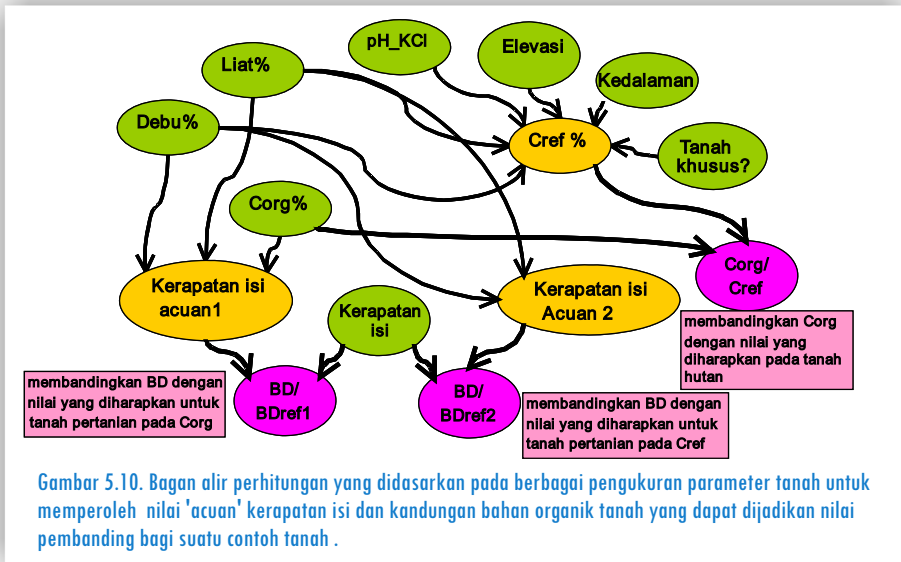 pH_KCl
Elevasi
Liat%
Kedalaman
Debu%
Cref %
Tanah
khusus?
Corg%
Corg/
Cref
Kerapatan isi
acuan1
Kerapatan
isi
Kerapatan isi
Acuan 2
membandingkan Corg
dengan nilai yang
diharapkan pada tanah
hutan
membandingkan BD dengan
nilai yang diharapkan untuk
tanah pertanian pada Corg
BD/
BDref1
BD/
BDref2
membandingkan BD dengan
nilai yang diharapkan untuk
tanah pertanian pada Cref
Gambar 5.10. Bagan alir perhitungan yang didasarkan pada berbagai pengukuran parameter tanah untuk
memperoleh nilai 'acuan' kerapatan isi dan kandungan bahan organik tanah yang dapat dijadikan nilai
pembanding bagi suatu contoh tanah .